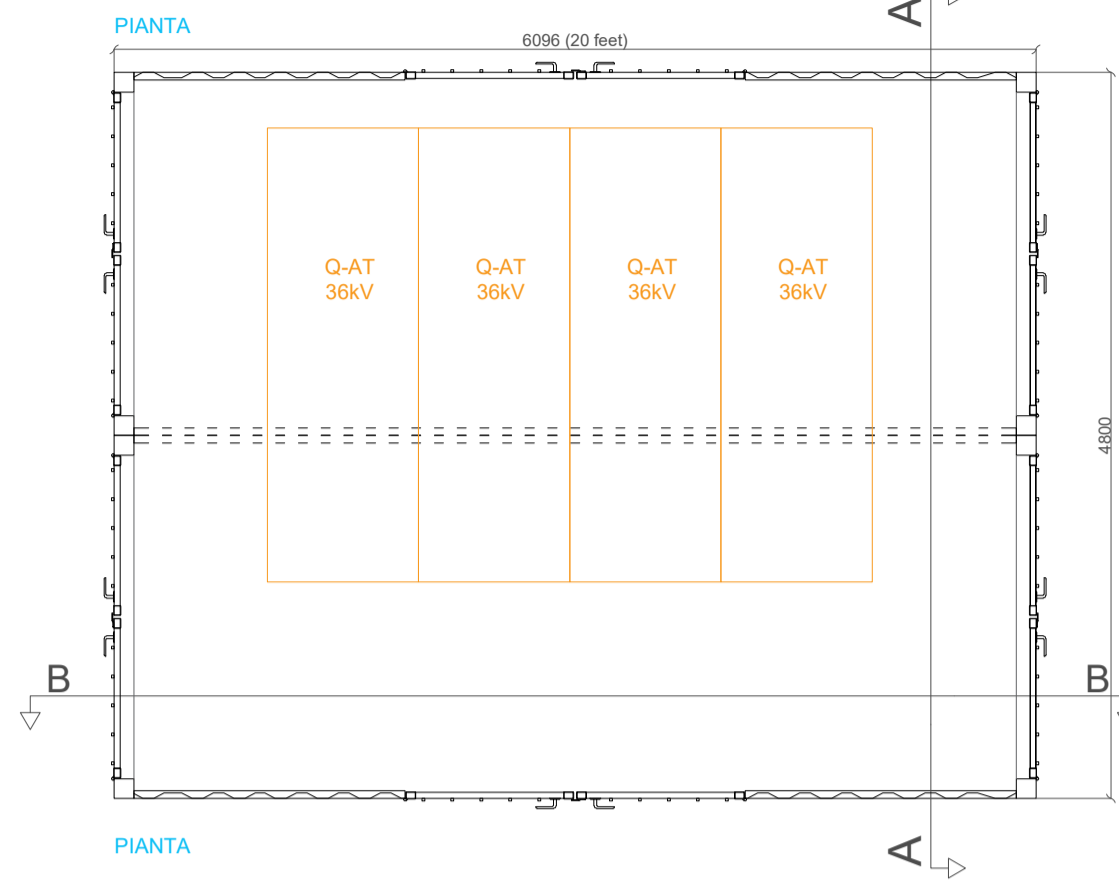 A
PIANTA
6096 (20 feet)
Q-AT
36kV
Q-AT
36kV
Q-AT
36kV
Q-AT
36kV
4800
B
B
PIANTA
A